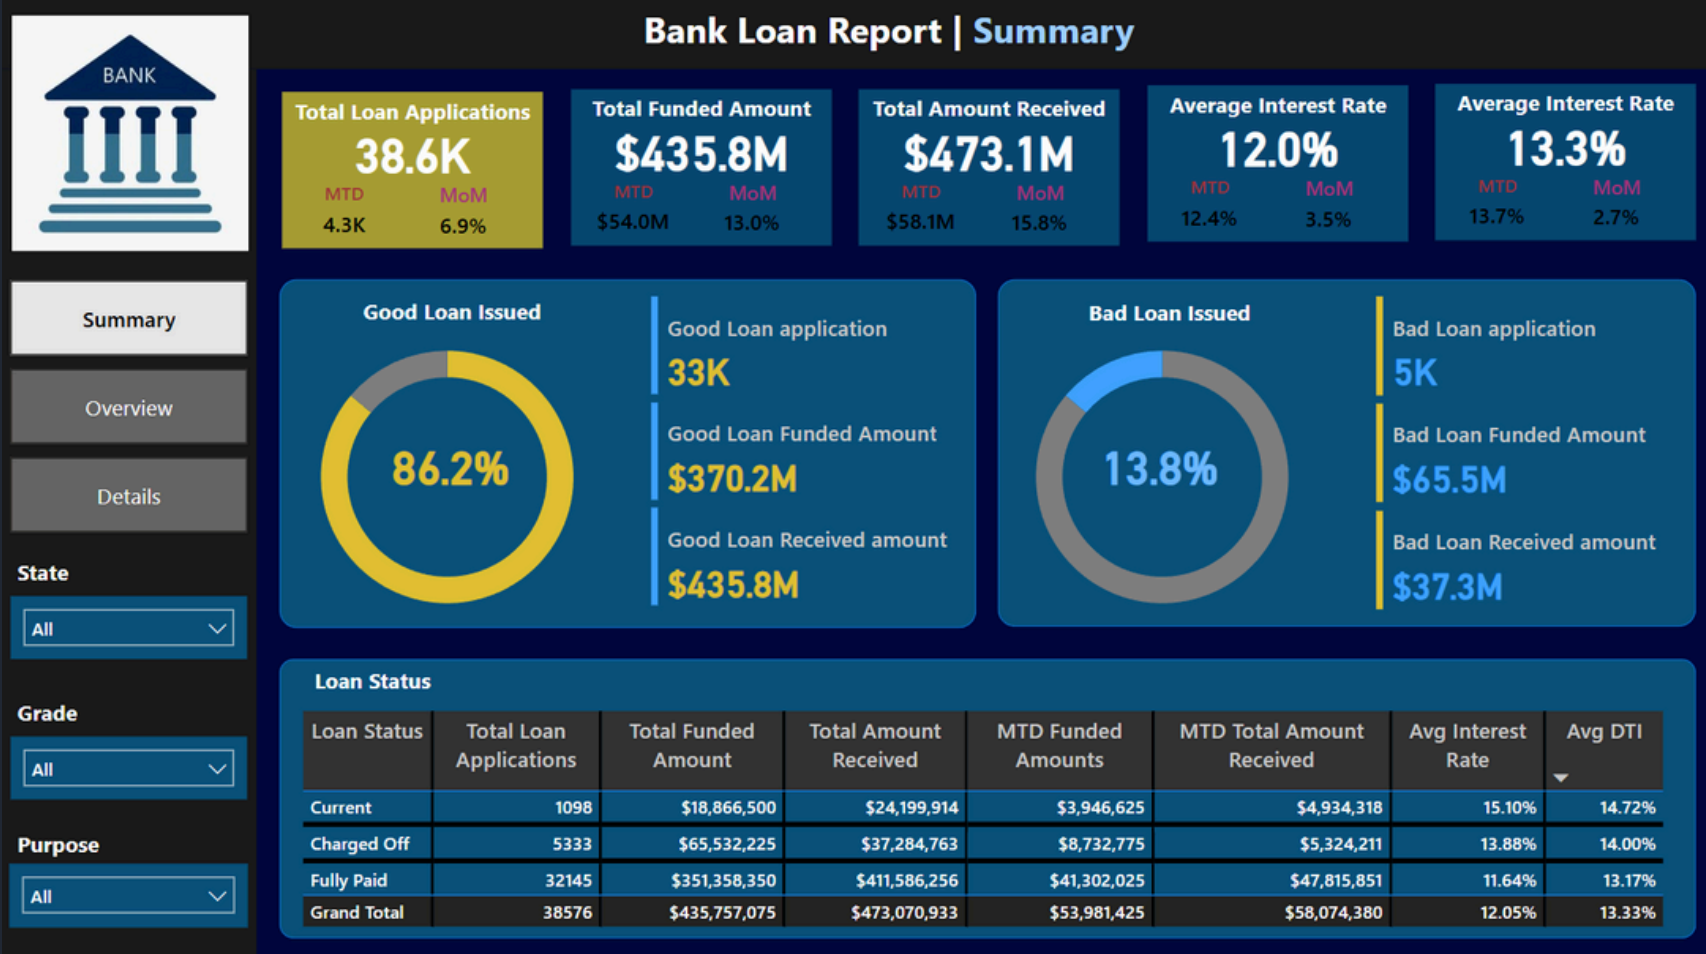 Bank Loan Report | Summary
BANK
Summary
Overview
Details
State
All
Grade
All
Purpose
All
Total Loan Applications
38.6K
MTD MoM
4.3K 6.9%
Total Funded Amount
$435.8M
MTD MoM
$54.0M 13.0%
Total Amount Received
$473.1M
MTD MoM
$58.1M 15.8%
Average Interest Rate
12.0%
MTD MoM
12.4% 3.5%
Average Interest Rate
13.3%
MTD MoM
13.7% 2.7%
Good Loan Issued
86.2%
Good Loan application
33K
Good Loan Funded Amount
$370.2M
Good Loan Received amount
$435.8M
Bad Loan Issued
13.8%
Bad Loan application
5K
Bad Loan Funded Amount
$65.5M
Bad Loan Received amount
$37.3M
Loan Status
Loan Status Total Loan Applications Total Funded Amount Total Amount Received MTD Funded Amounts MTD Total Amount Received Avg Interest Rate Avg DTI
Current 1098 $18,866,500 $24,199,914 $3,946,625 $4,934,318 15.10% 14.72%
Charged Off 5333 $65,532,225 $37,284,763 $8,732,775 $5,324,211 13.88% 14.00%
Fully Paid 32145 $351,358,350 $411,586,256 $41,302,025 $47,815,851 11.64% 13.17%
Grand Total 38576 $435,757,075 $473,070,933 $53,981,425 $58,074,380 12.05% 13.33%